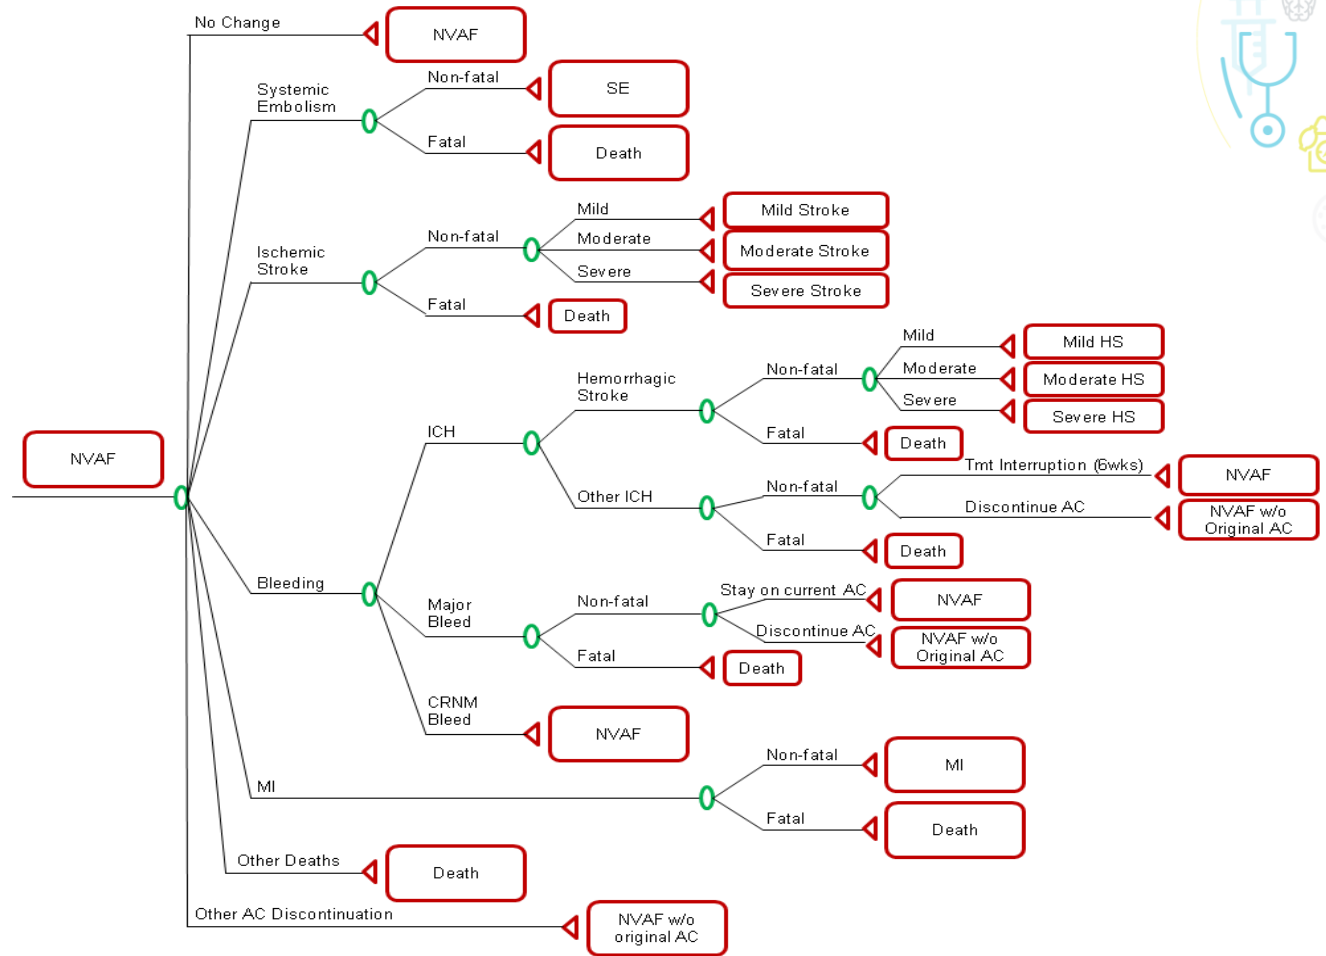 No Change
NVAF
Systemic
Embolism
Non-fatal
SE
Fatal
Death
Ischemic
Stroke
Non-fatal
Mild
Mild Stroke
Moderate
Moderate Stroke
Severe
Severe Stroke
Fatal
Death
NVAF
Bleeding
ICH
Hemorrhagic
Stroke
Non-fatal
Mild
Mild HS
Moderate
Moderate HS
Severe
Severe HS
Fatal
Death
Other ICH
Non-fatal
Tmt Interruption (6wks)
NVAF
Discontinue AC
NVAF w/o
Original AC
Fatal
Death
Major
Bleed
Non-fatal
Stay on current AC
NVAF
Discontinue AC
NVAF w/o
Original AC
Fatal
Death
CRNM
Bleed
NVAF
MI
Non-fatal
MI
Fatal
Death
Other Deaths
Death
Other AC Discontinuation
NVAF w/o
original AC